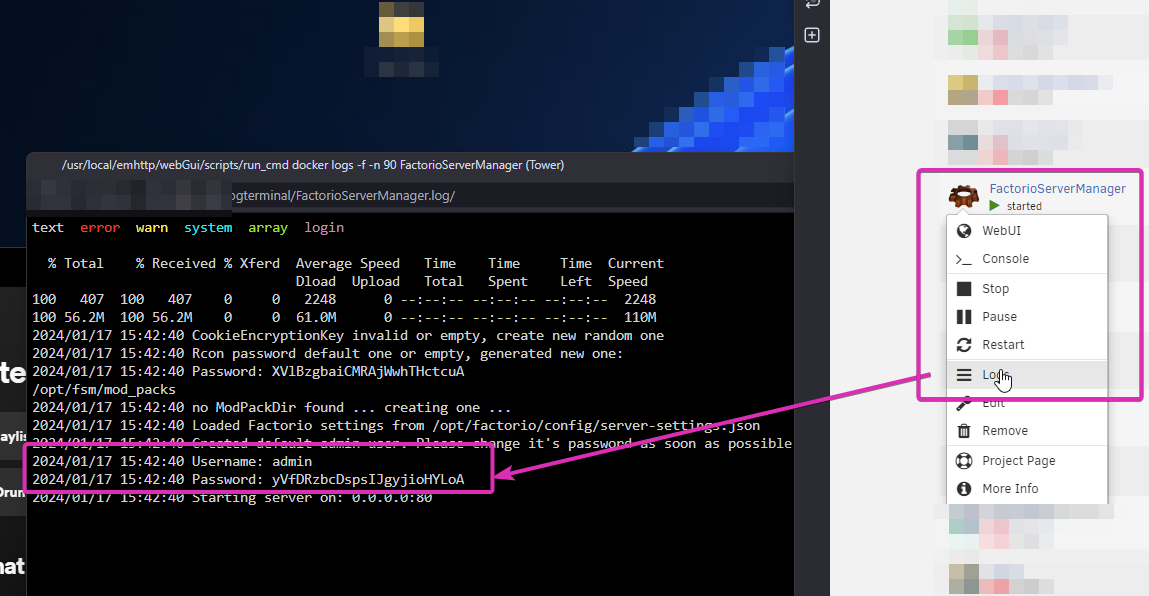 /usr/local/emhttp/webGui/scripts/run_cmd docker logs -f -n 90 FactorioServerManager (Tower)
ogterminal/FactorioServerManager.log/
text error warn system array login
% Total % Received % Xferd Average Speed Time Time Time Current
Dload Upload Total Spent Left Speed
100 407 100 407 0 0 2248 0 --:--:-- --:--:-- --:--:-- 2248
100 56.2M 100 56.2M 0 0 61.0M 0 --:--:-- --:--:-- --:--:-- 110M
2024/01/17 15:42:40 CookieEncryptionKey invalid or empty, create new random one
2024/01/17 15:42:40 Rcon password default one or empty, generated new one:
2024/01/17 15:42:40 Password: XVlBzgbaiCMRAjWwhTHctcuA
/opt/fsm/mod_packs
2024/01/17 15:42:40 no ModPackDir found ... creating one ...
2024/01/17 15:42:40 Loaded Factorio settings from /opt/factorio/config/server-settings.json
2024/01/17 15:42:40 Created default admin user. Please change it's password as soon as possible
2024/01/17 15:42:40 Username: admin
2024/01/17 15:42:40 Password: yVfDRzbcDspsIJgyjioHYLoA
2024/01/17 15:42:40 Starting server on: 0.0.0.0:80
te
aylis
Drum
nat
FactorioServerManager
started
WebUI
Console
Stop
Pause
Restart
Logs
Edit
Remove
Project Page
More Info